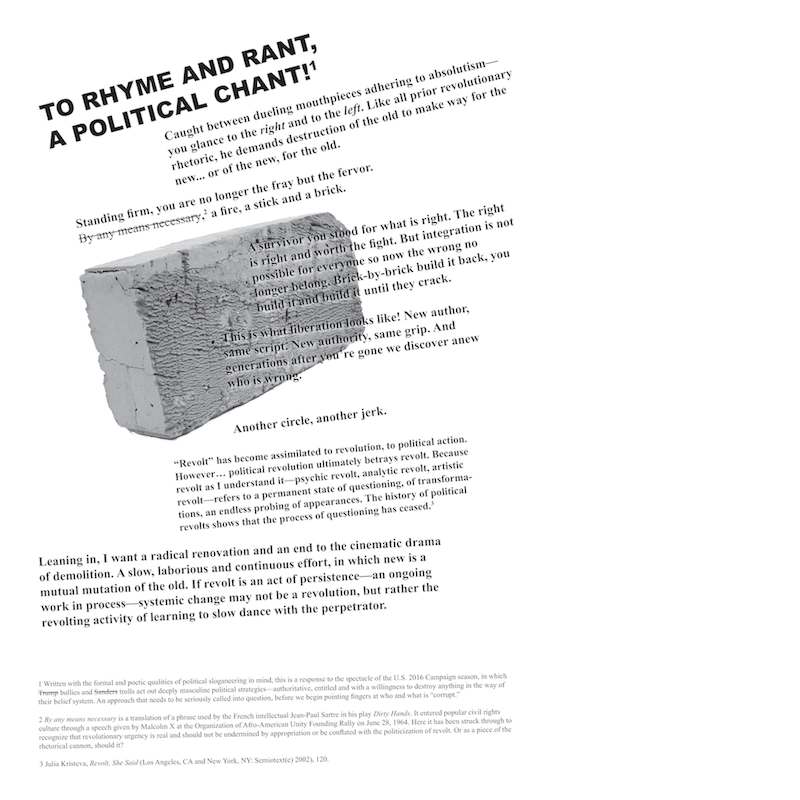 TO RHYME AND RANT,
A POLITICAL CHANT!¹
Caught between dueling mouthpieces adhering to absolutism—
you glance to the right and to the left. Like all prior revolutionary
rhetoric, he demands destruction of the old to make way for the
new... or of the new, for the old.
Standing firm, you are no longer the fray but the fervor.
By any means necessary,² a fire, a stick and a brick.
A survivor you stood for what is right. The right
is right and worth the fight. But integration is not
possible for everyone so now the wrong no
longer belong. Brick-by-brick build it back, you
build it and build it until they crack.
This is what liberation looks like! New author,
same script. New authority, same grip. And
generations after you're gone we discover anew
who is wrong.
Another circle, another jerk.
“Revolt” has become assimilated to revolution, to political action.
However… political revolution ultimately betrays revolt. Because
revolt as I understand it—psychic revolt, analytic revolt, artistic
revolt—refers to a permanent state of questioning, of transforma-
tions, an endless probing of appearances. The history of political
revolts shows that the process of questioning has ceased.³
Leaning in, I want a radical renovation and an end to the cinematic drama
of demolition. A slow, laborious and continuous effort, in which new is a
mutual mutation of the old. If revolt is an act of persistence—an ongoing
work in process—systemic change may not be a revolution, but rather the
revolting activity of learning to slow dance with the perpetrator.
1 Written with the formal and poetic qualities of political sloganeering in mind, this is a response to the spectacle of the U.S. 2016 Campaign season, in which
Trump bullies and Sanders trolls act out deeply masculine political strategies—authoritative, entitled and with a willingness to destroy anything in the way of
their belief system. An approach that needs to be seriously called into question, before we begin pointing fingers at who and what is “corrupt.”
2 By any means necessary is a translation of a phrase used by the French intellectual Jean-Paul Sartre in his play Dirty Hands. It entered popular civil rights
culture through a speech given by Malcolm X at the Organization of Afro-American Unity Founding Rally on June 28, 1964. Here it has been struck through to
recognize that revolutionary urgency is real and should not be undermined by appropriation or be conflated with the politicization of revolt. Or as a piece of the
rhetorical cannon, should it?
3 Julia Kristeva, Revolt. She Said (Los Angeles, CA and New York, NY: Semiotext(e) 2002), 120.